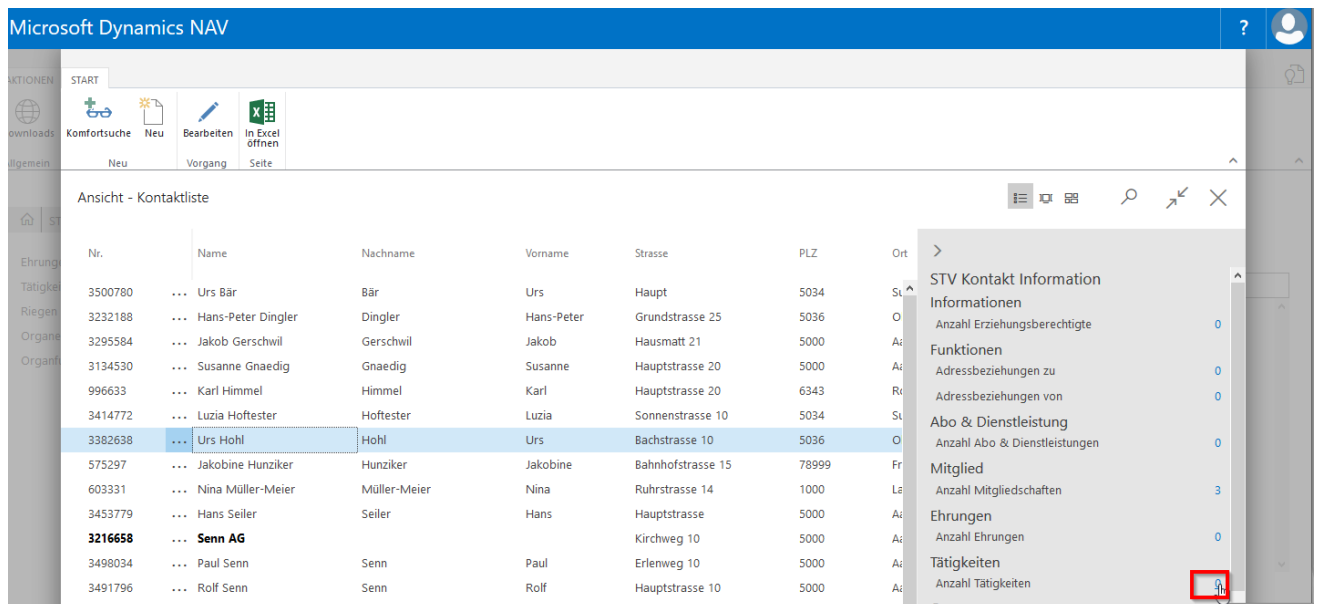 Microsoft Dynamics NAV ?
AKTIONEN START
Downloads Komfortsuche Neu Bearbeiten In Excel öffnen
Allgemein Neu Vorgang Seite
Ansicht - Kontaktliste
ST
Nr. Name Nachname Vorname Strasse PLZ Ort
3500780 ... Urs Bär Bär Urs Haupt 5034
3232188 ... Hans-Peter Dingler Dingler Hans-Peter Grundstrasse 25 5036
3295584 ... Jakob Gerschwil Gerschwil Jakob Hausmatt 21 5000
3134530 ... Susanne Gnaedig Gnaedig Susanne Hauptstrasse 20 5000
996633 ... Karl Himmel Himmel Karl Hauptstrasse 20 6343
3414772 ... Luzia Hoftester Hoftester Luzia Sonnenstrasse 10 5034
3382638 ... Urs Hohl Hohl Urs Bachstrasse 10 5036
575297 ... Jakobine Hunziker Hunziker Jakobine Bahnhofstrasse 15 78999 Fr
603331 ... Nina Müller-Meier Müller-Meier Nina Ruhrstrasse 14 1000 La
3453779 ... Hans Seiler Seiler Hans Hauptstrasse 5000
3216658 ... Senn AG Kirchweg 10 5000
3498034 ... Paul Senn Senn Paul Erlenweg 10 5000
3491796 ... Rolf Senn Senn Rolf Hauptstrasse 10 5000
Ehrung
Tätigkei
Riegen
Organe
Organfu
STV Kontakt Information
Informationen
Anzahl Erziehungsberechtigte 0
Funktionen
Adressbeziehungen zu 0
Adressbeziehungen von 0
Abo & Dienstleistung
Anzahl Abo & Dienstleistungen 0
Mitglied
Anzahl Mitgliedschaften 3
Ehrungen
Anzahl Ehrungen 0
Tätigkeiten
Anzahl Tätigkeiten